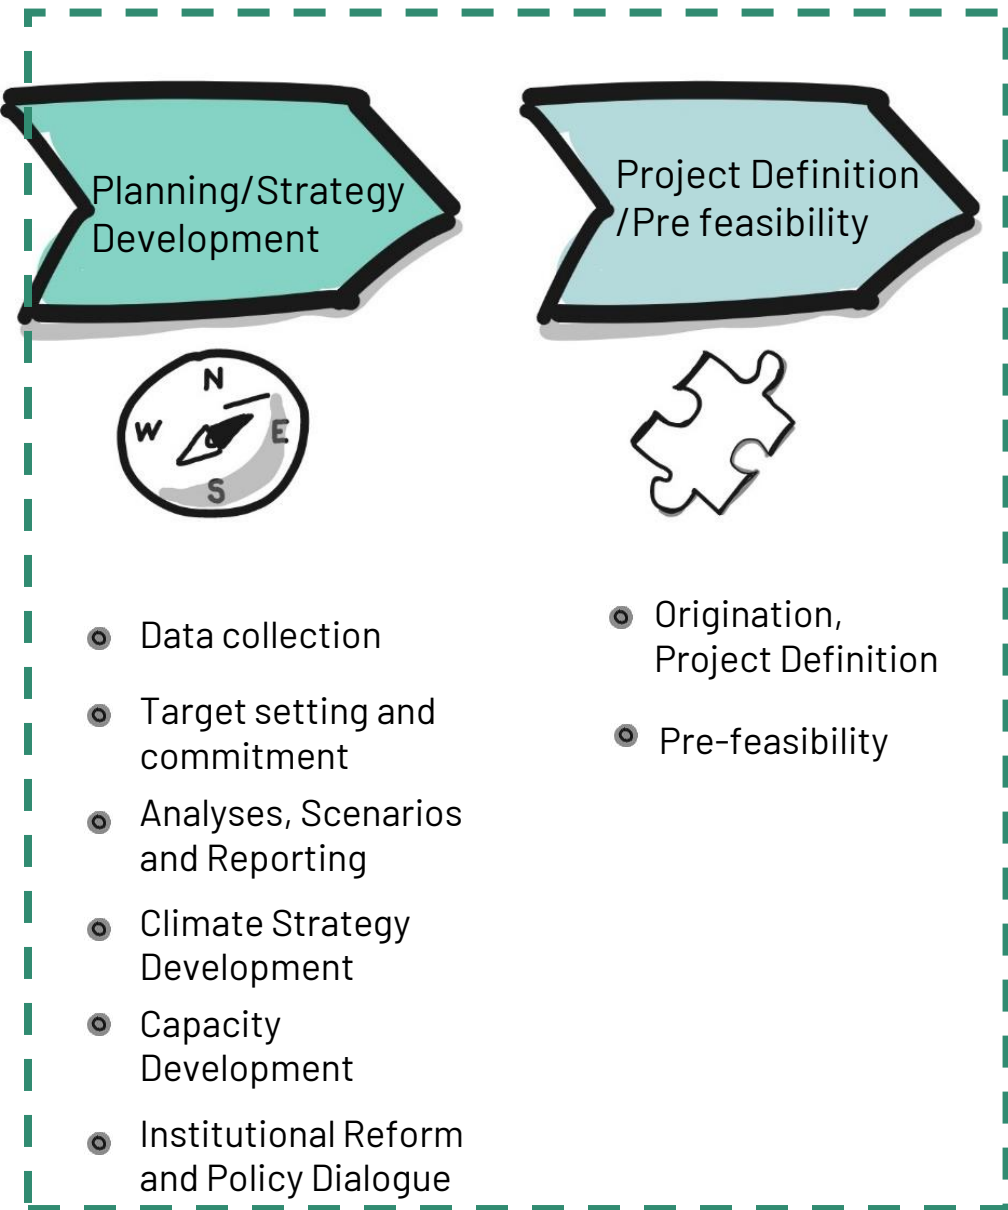 Planning/Strategy
Development
Project Definition
/Pre feasibility
N
W
E
S
Data collection
Target setting and
commitment
Analyses, Scenarios
and Reporting
Climate Strategy
Development
Capacity
Development
Institutional Reform
and Policy Dialogue
Origination,
Project Definition
Pre-feasibility